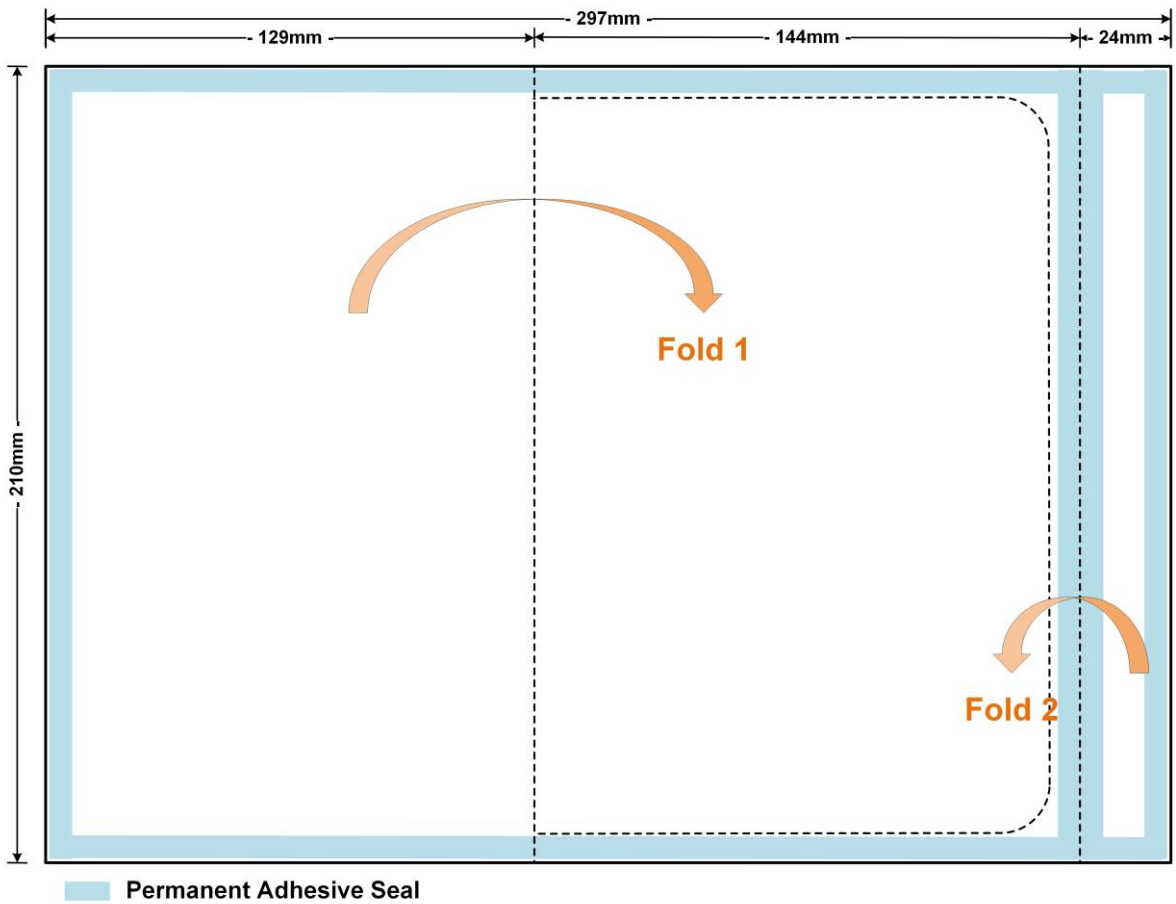 - 297mm -
- 129mm -
- 144mm -
- 24mm -
- 210mm -
Fold 1
Fold 2
Permanent Adhesive Seal